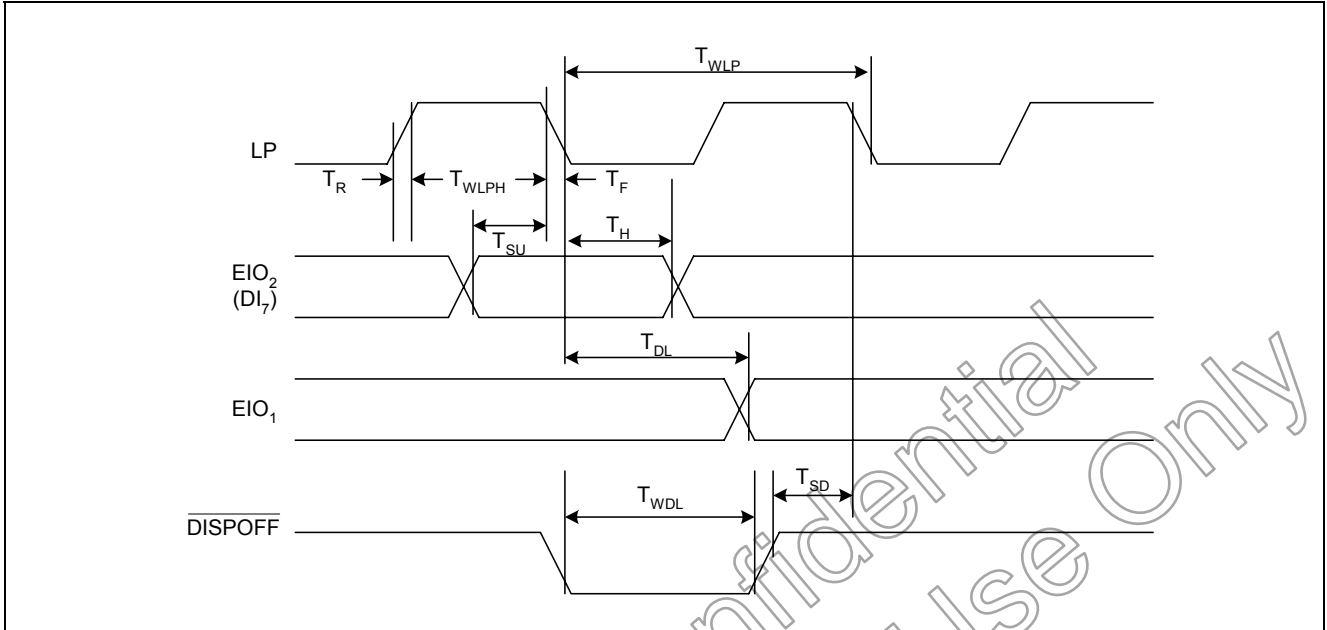 T_WLP
LP
T_R T_WLPH T_F
T_SU T_H
EIO_2
(DI_7)
T_DL
EIO_1
T_WDL T_SD
DISPOFF
Confidential
Use Only